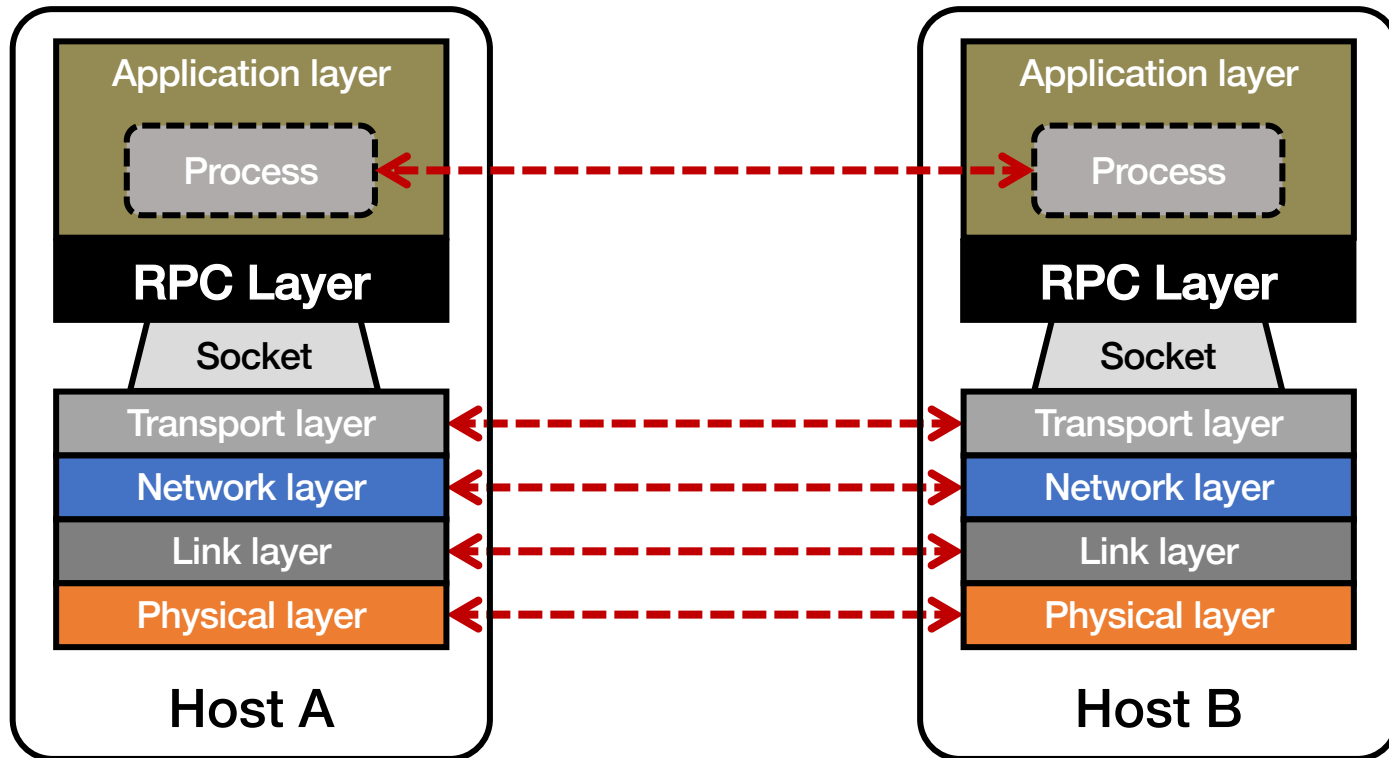 Application layer
Process
RPC Layer
Socket
Transport layer
Network layer
Link layer
Physical layer
Host A
Application layer
Process
RPC Layer
Socket
Transport layer
Network layer
Link layer
Physical layer
Host B